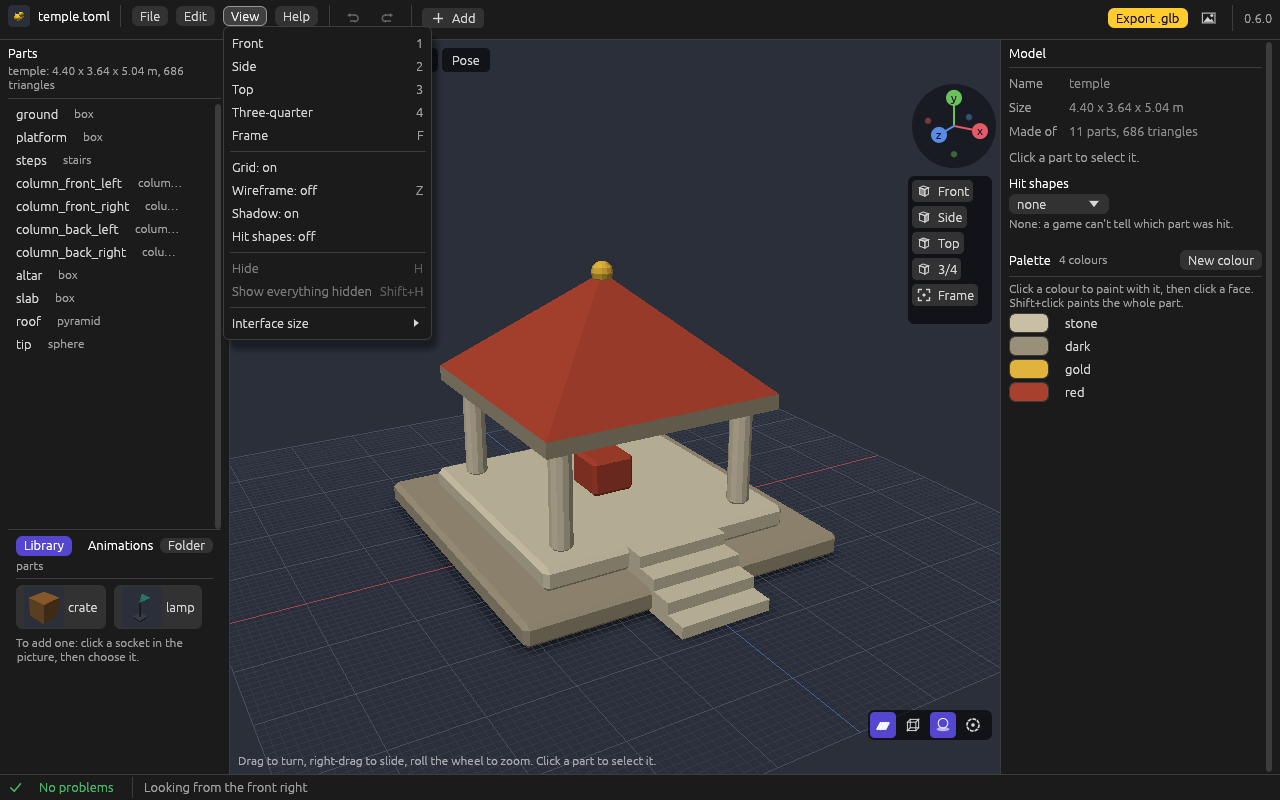 temple.toml File Edit View Help Add Export .glb 0.6.0
Parts
temple: 4.40 x 3.64 x 5.04 m, 686
triangles
ground box
platform box
steps stairs
column_front_left colum…
column_front_right colu…
column_back_left colum…
column_back_right colu…
altar box
slab box
roof pyramid
tip sphere
Library Animations Folder
parts
crate lamp
To add one: click a socket in the
picture, then choose it.
Front 1
Side 2
Top 3
Three-quarter 4
Frame F
Grid: on
Wireframe: off Z
Shadow: on
Hit shapes: off
Hide H
Show everything hidden Shift+H
Interface size
Pose
y
x
z
Front
Side
Top
3/4
Frame
Drag to turn, right-drag to slide, roll the wheel to zoom. Click a part to select it.
Model
Name temple
Size 4.40 x 3.64 x 5.04 m
Made of 11 parts, 686 triangles
Click a part to select it.
Hit shapes
none
None: a game can't tell which part was hit.
Palette 4 colours New colour
Click a colour to paint with it, then click a face.
Shift+click paints the whole part.
stone
dark
gold
red
No problems Looking from the front right